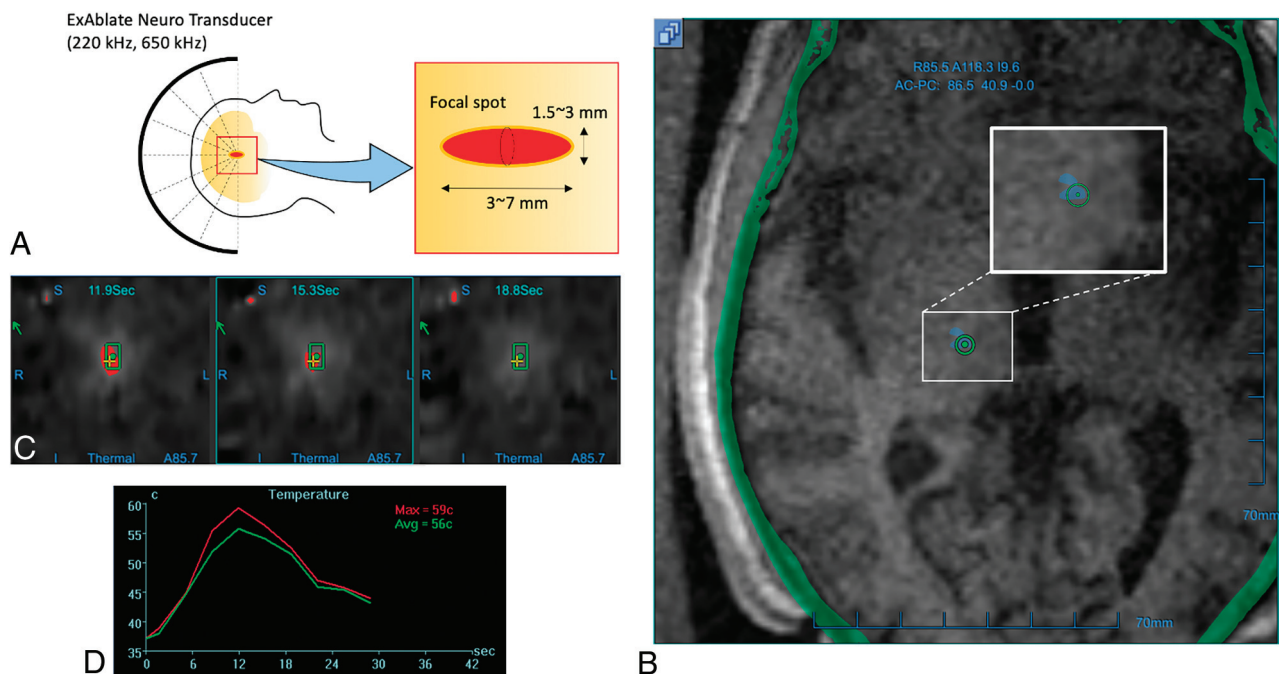 ExAblate Neuro Transducer
(220 kHz, 650 kHz)
Focal spot
1.5~3 mm
3~7 mm
A
R85.5 A118.3 I9.6
AC-PC: 86.5 40.9 -0.0
70mm
70mm
B
S 11.9Sec
R
I Thermal A85.7
S 15.3Sec
R L
I Thermal A85.7
S 18.8Sec
R L
I Thermal A85.7
L
C
c Temperature
Max = 59c
Avg = 56c
60
55
50
45
40
35
sec
0 6 12 18 24 30 36 42
D